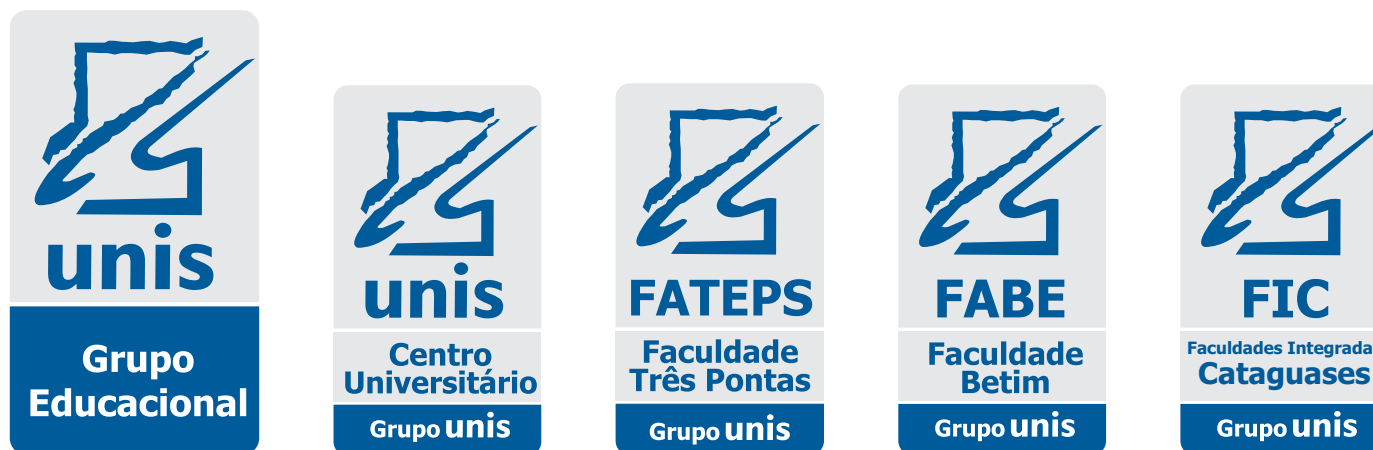 unis
Grupo
Educacional
unis
Centro
Universitário
Grupo unis
FATEPS
Faculdade
Três Pontas
Grupo unis
FABE
Faculdade
Betim
Grupo unis
FIC
Faculdades Integrada
Cataguases
Grupo unis